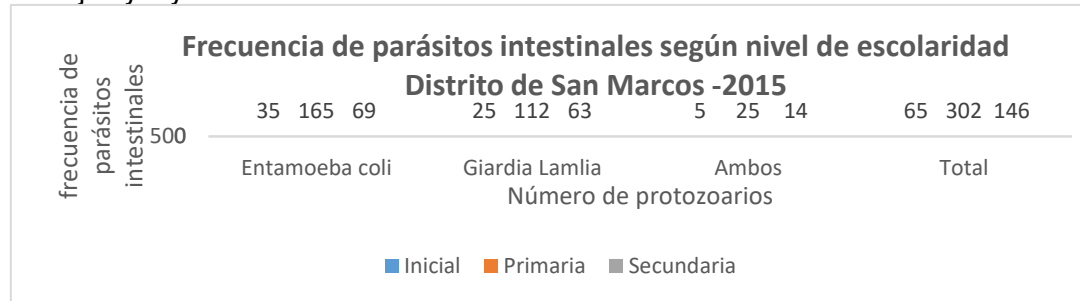 Frecuencia de parásitos intestinales según nivel de escolaridad
Distrito de San Marcos -2015
frecuencia de
parásitos
intestinales
35 165 69 25 112 63 5 25 14 65 302 146
Entamoeba coli Giardia Lamlia Ambos Total
Número de protozoarios
Inicial Primaria Secundaria